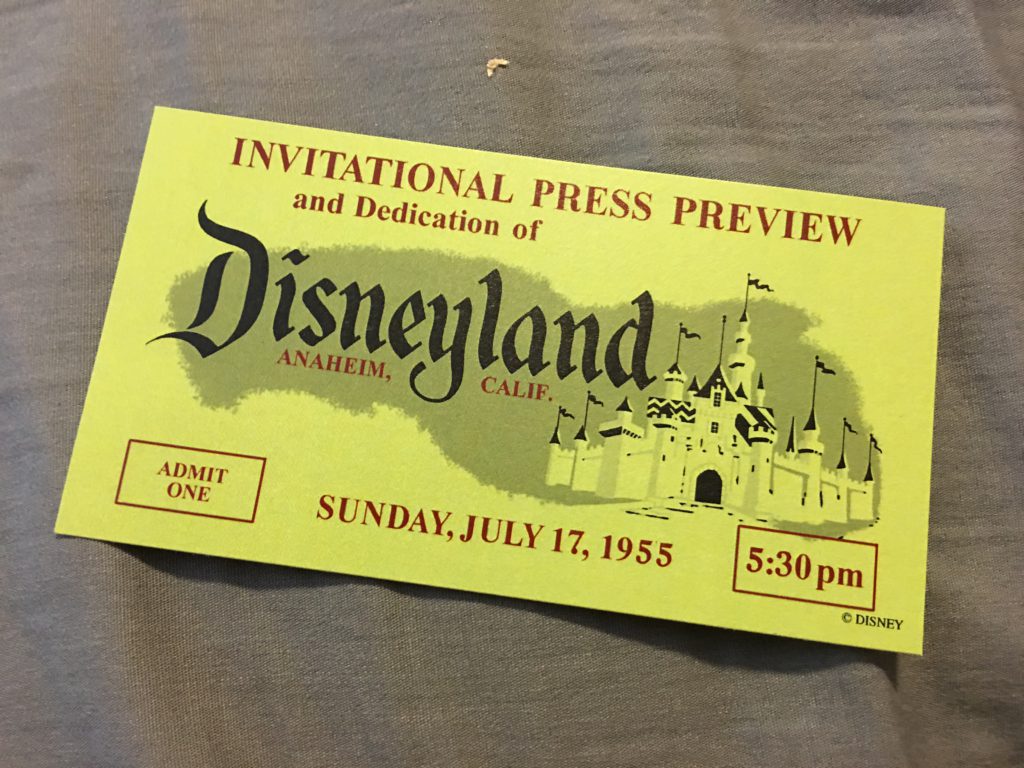 INVITATIONAL PRESS PREVIEW
and Dedication of
Disneyland
ANAHEIM, CALIF.
ADMIT
ONE
SUNDAY, JULY 17, 1955
5:30 pm
© DISNEY